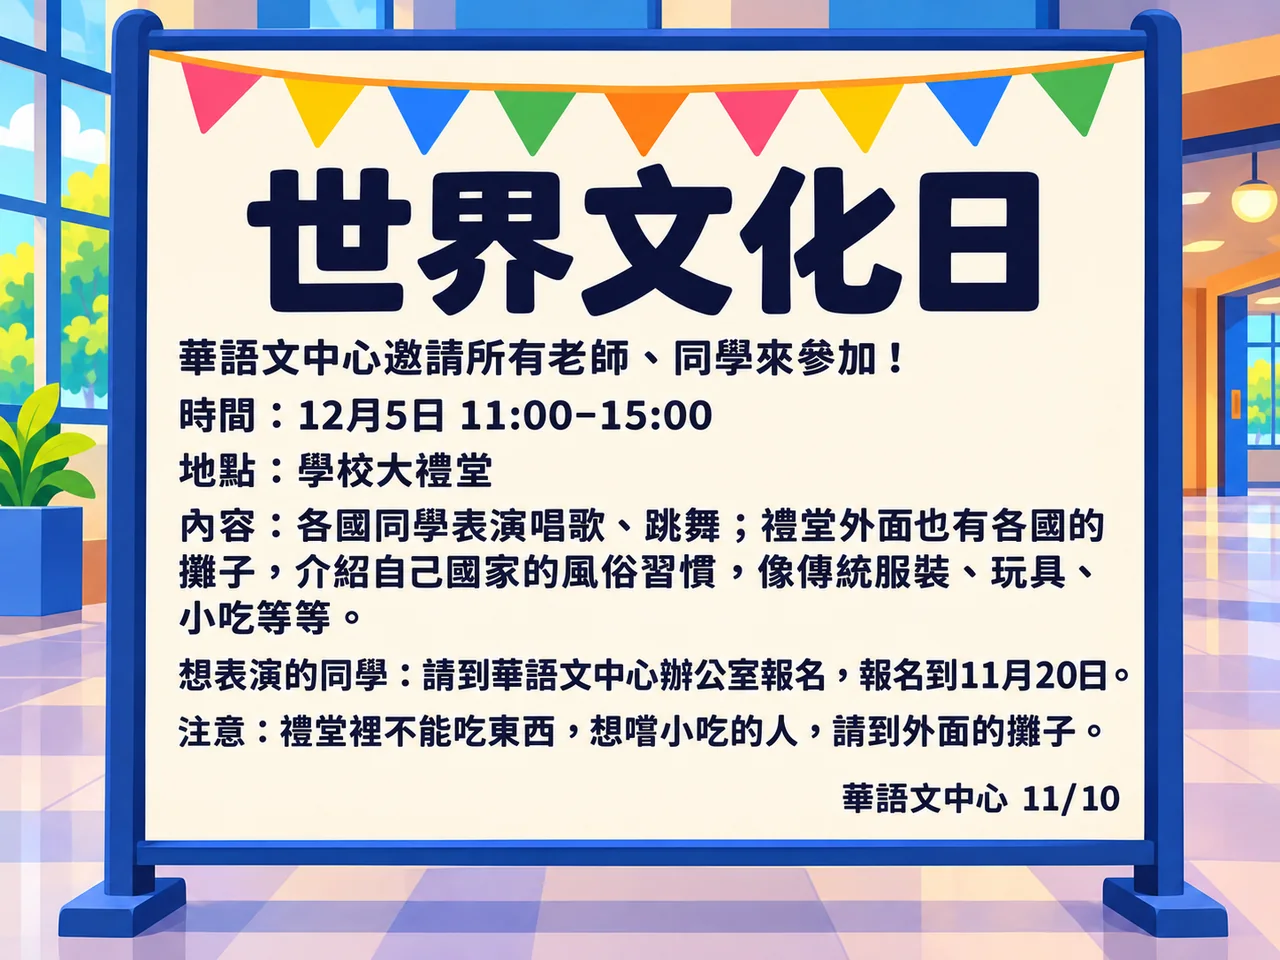 世界文化日
華語文中心邀請所有老師、同學來參加！
時間：12月5日 11:00-15:00
地點：學校大禮堂
內容：各國同學表演唱歌、跳舞；禮堂外面也有各國的
攤子，介紹自己國家的風俗習慣，像傳統服裝、玩具、
小吃等等。
想表演的同學：請到華語文中心辦公室報名，報名到11月20日。
注意：禮堂裡不能吃東西，想嚐小吃的人，請到外面的攤子。
華語文中心 11/10